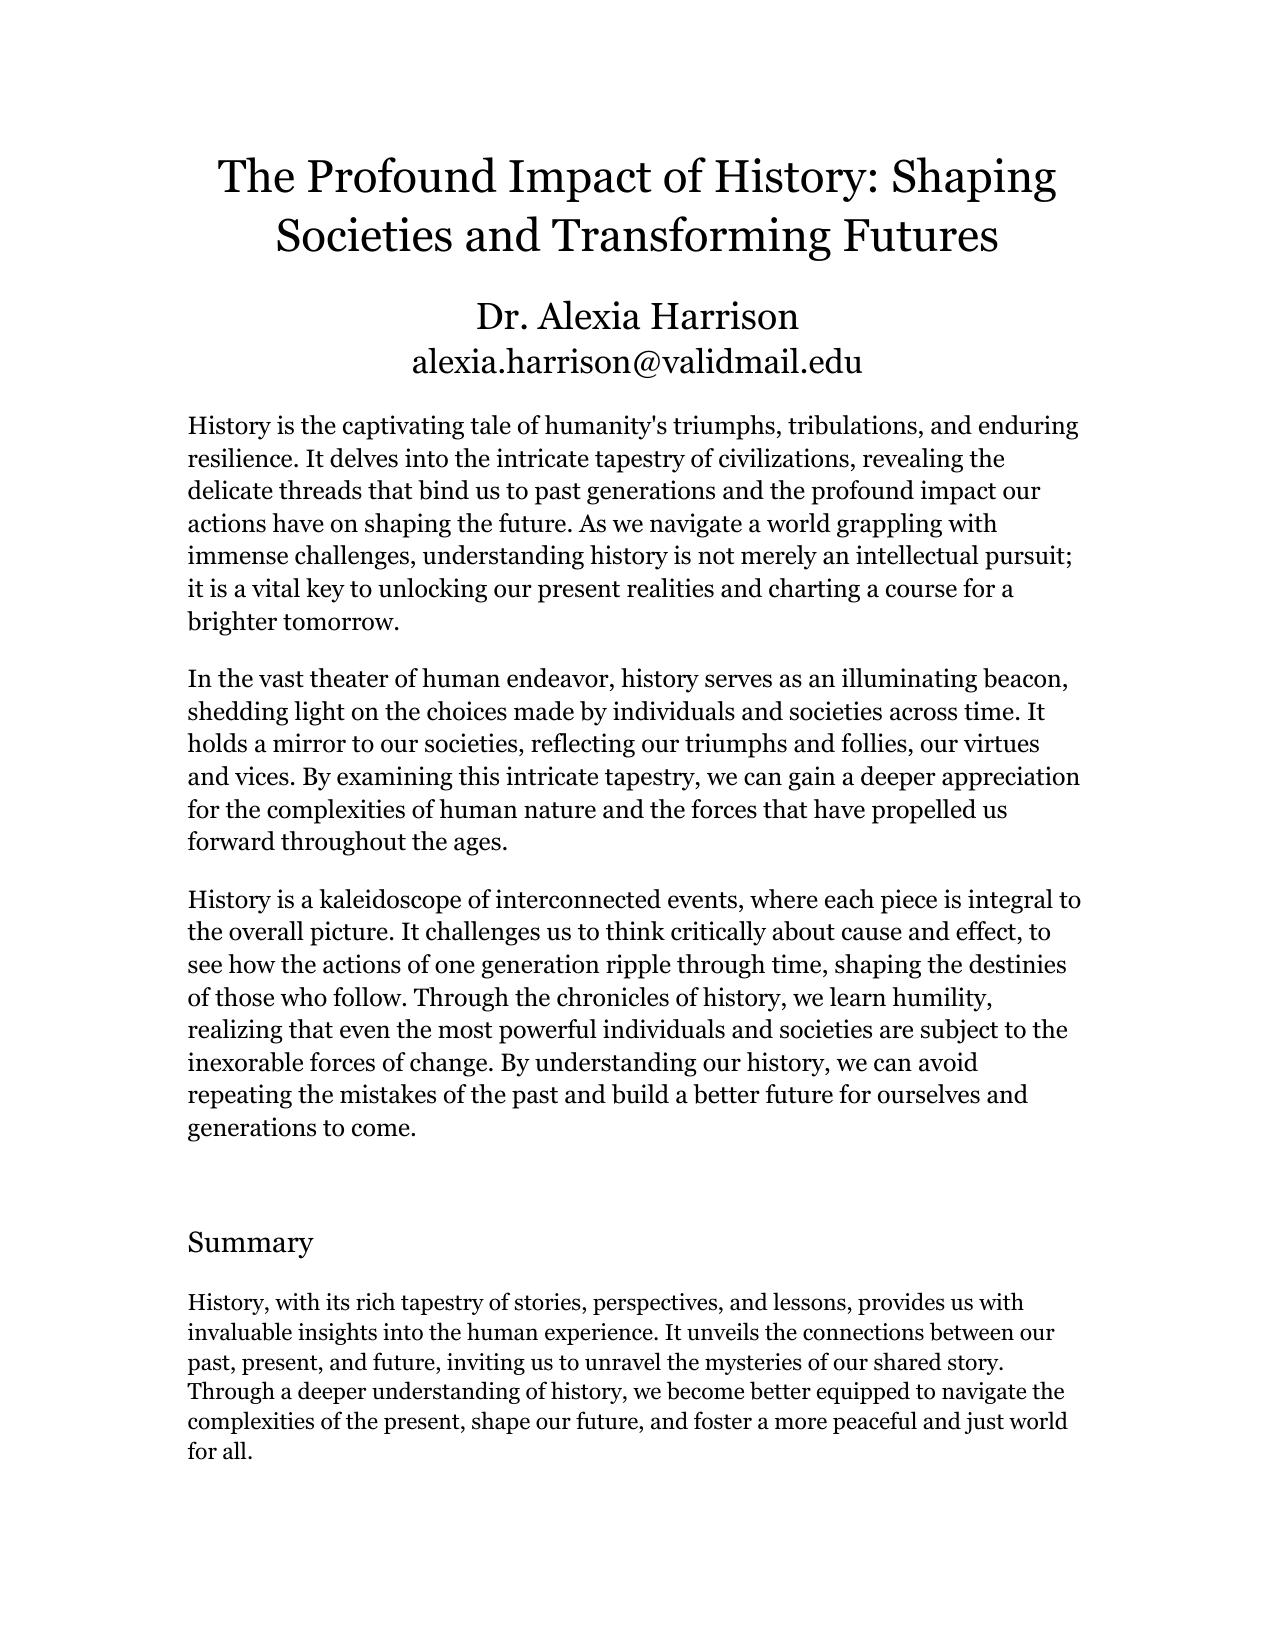 The Profound Impact of History: Shaping
Societies and Transforming Futures
Dr. Alexia Harrison
alexia.harrison@validmail.edu
History is the captivating tale of humanity's triumphs, tribulations, and enduring
resilience. It delves into the intricate tapestry of civilizations, revealing the
delicate threads that bind us to past generations and the profound impact our
actions have on shaping the future. As we navigate a world grappling with
immense challenges, understanding history is not merely an intellectual pursuit;
it is a vital key to unlocking our present realities and charting a course for a
brighter tomorrow.
In the vast theater of human endeavor, history serves as an illuminating beacon,
shedding light on the choices made by individuals and societies across time. It
holds a mirror to our societies, reflecting our triumphs and follies, our virtues
and vices. By examining this intricate tapestry, we can gain a deeper appreciation
for the complexities of human nature and the forces that have propelled us
forward throughout the ages.
History is a kaleidoscope of interconnected events, where each piece is integral to
the overall picture. It challenges us to think critically about cause and effect, to
see how the actions of one generation ripple through time, shaping the destinies
of those who follow. Through the chronicles of history, we learn humility,
realizing that even the most powerful individuals and societies are subject to the
inexorable forces of change. By understanding our history, we can avoid
repeating the mistakes of the past and build a better future for ourselves and
generations to come.
Summary
History, with its rich tapestry of stories, perspectives, and lessons, provides us with
invaluable insights into the human experience. It unveils the connections between our
past, present, and future, inviting us to unravel the mysteries of our shared story.
Through a deeper understanding of history, we become better equipped to navigate the
complexities of the present, shape our future, and foster a more peaceful and just world
for all.